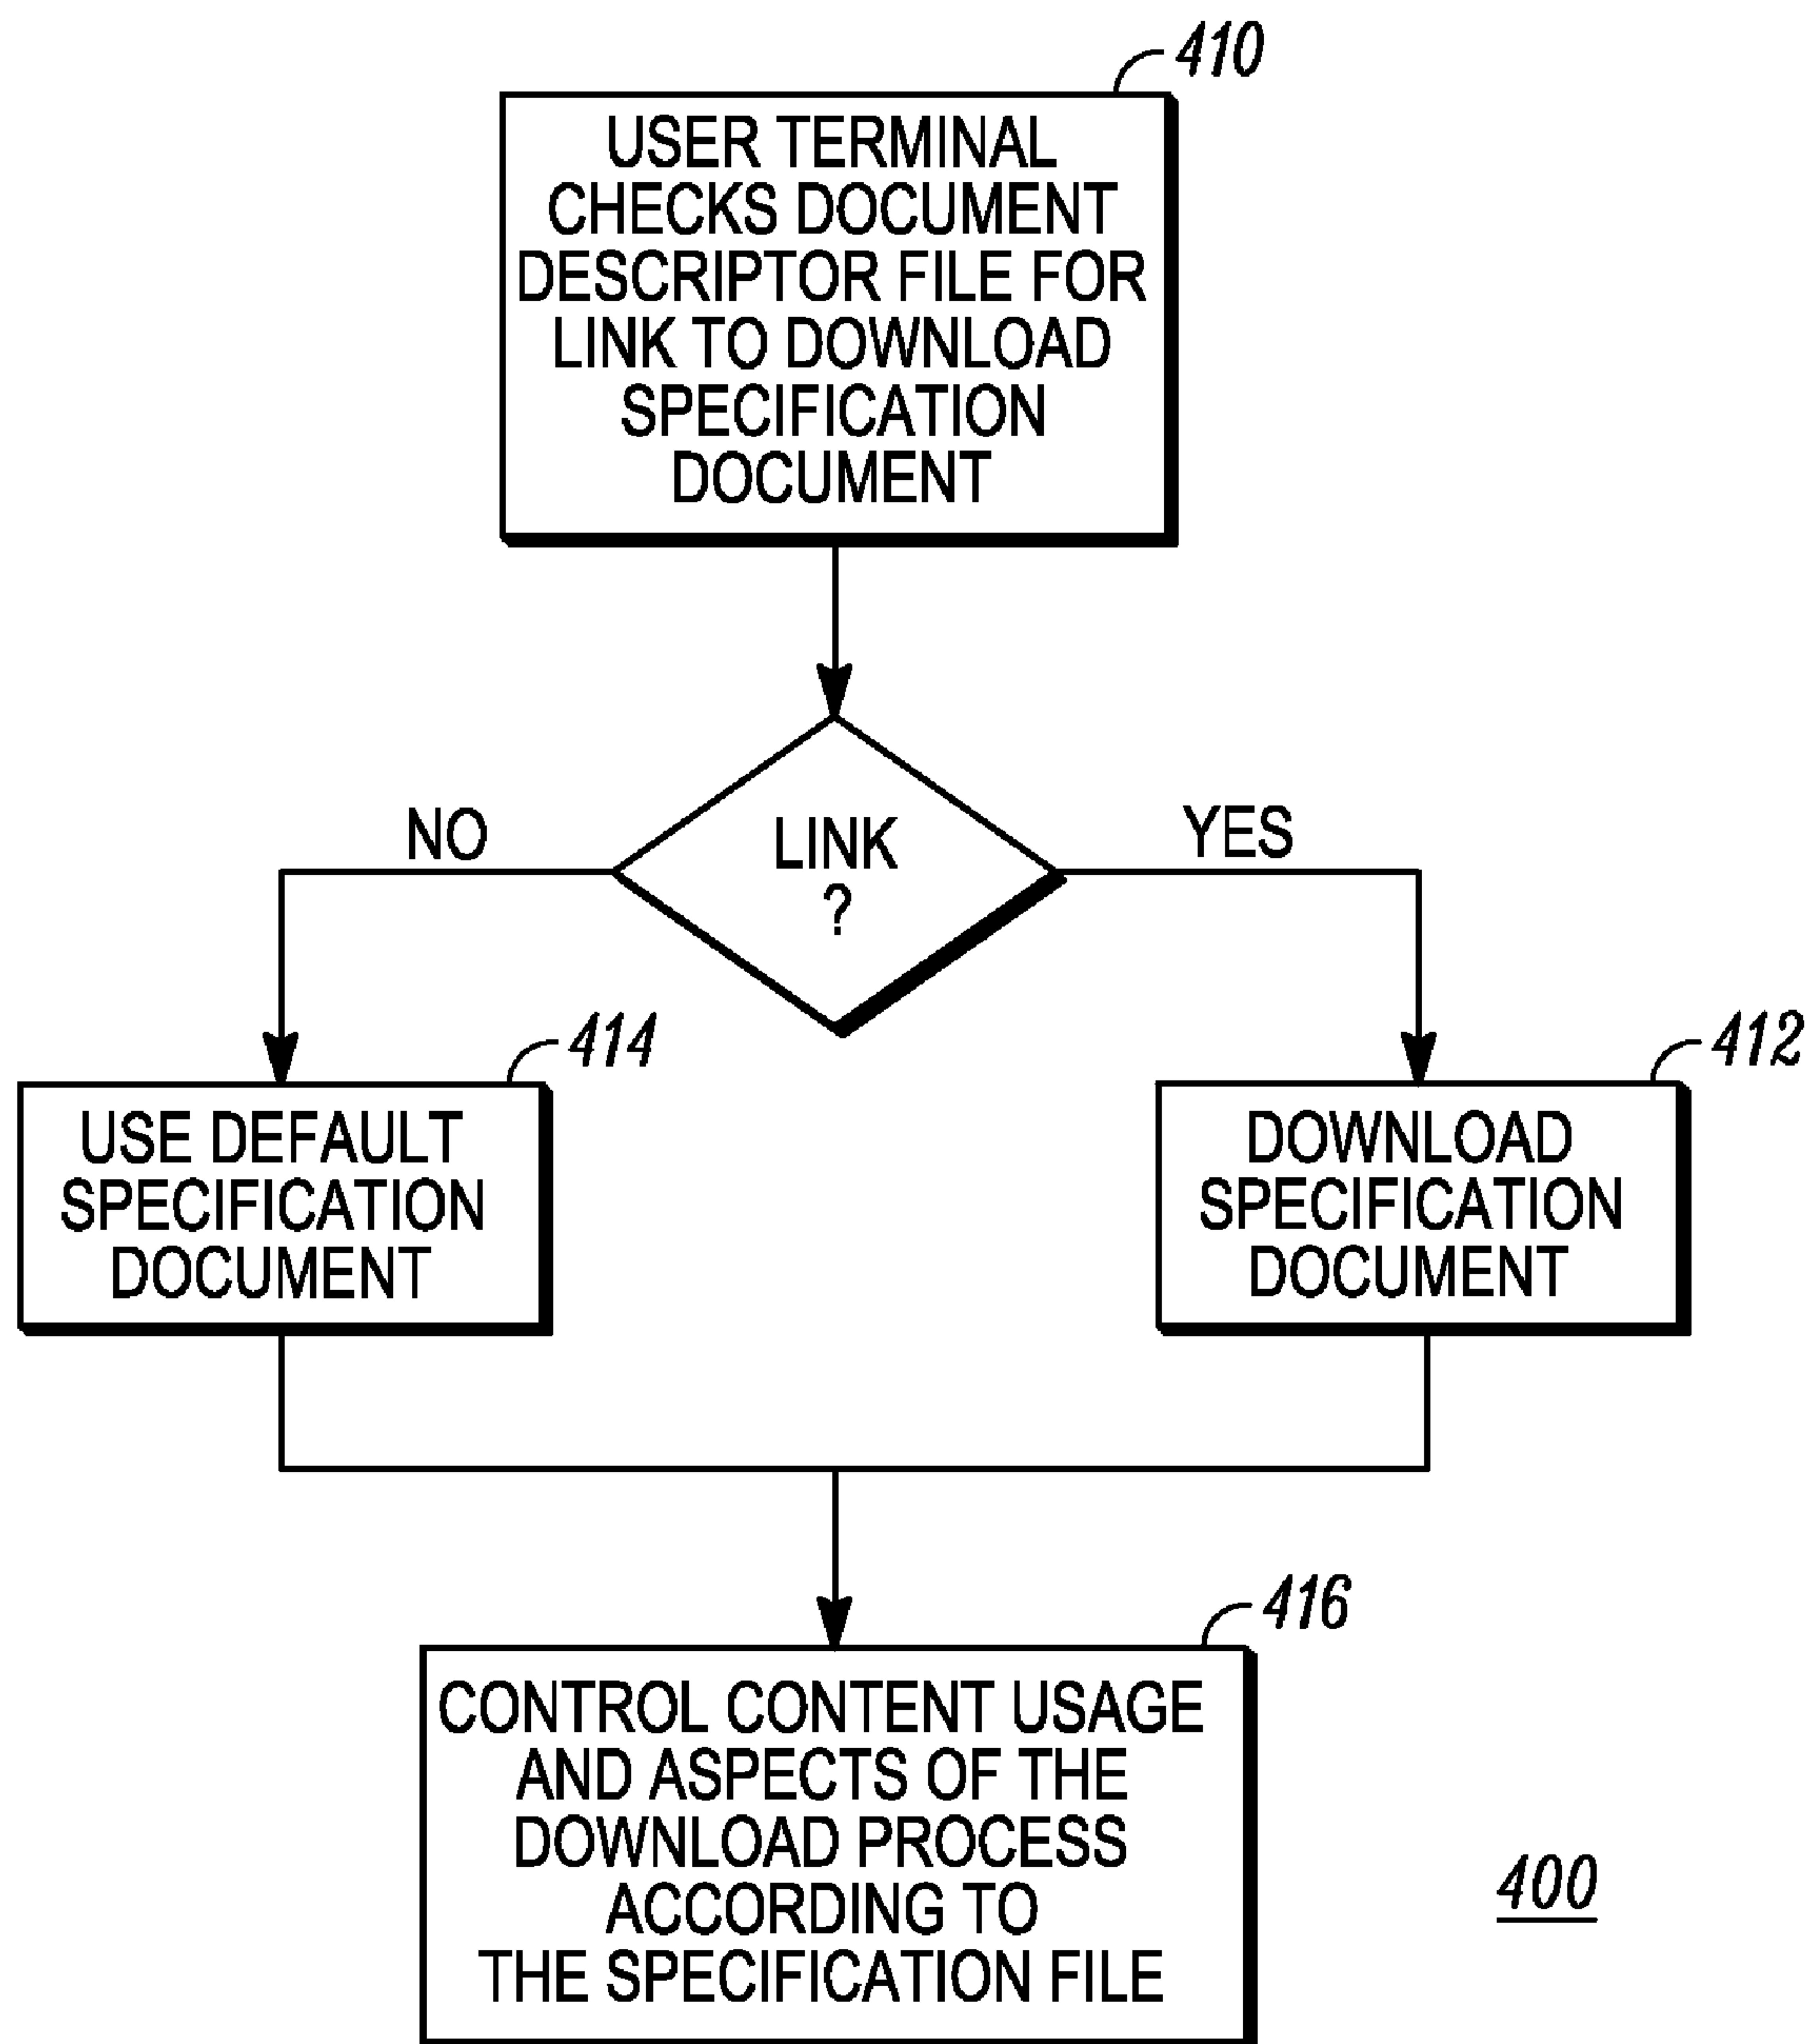 410
USER TERMINAL
CHECKS DOCUMENT
DESCRIPTOR FILE FOR
LINK TO DOWNLOAD
SPECIFICATION
DOCUMENT
NO
LINK
?
YES
414
USE DEFAULT
SPECIFICATION
DOCUMENT
412
DOWNLOAD
SPECIFICATION
DOCUMENT
416
CONTROL CONTENT USAGE
AND ASPECTS OF THE
DOWNLOAD PROCESS
ACCORDING TO
THE SPECIFICATION FILE
400